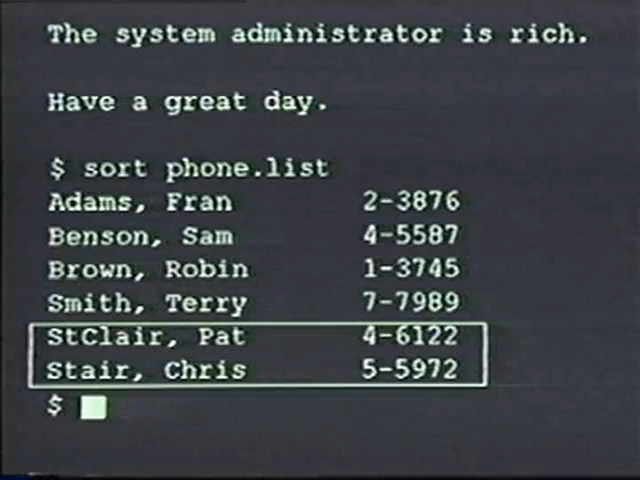 The system administrator is rich.
Have a great day.
$ sort phone.list
Adams, Fran 2-3876
Benson, Sam 4-5587
Brown, Robin 1-3745
Smith, Terry 7-7989
StClair, Pat 4-6122
Stair, Chris 5-5972
$